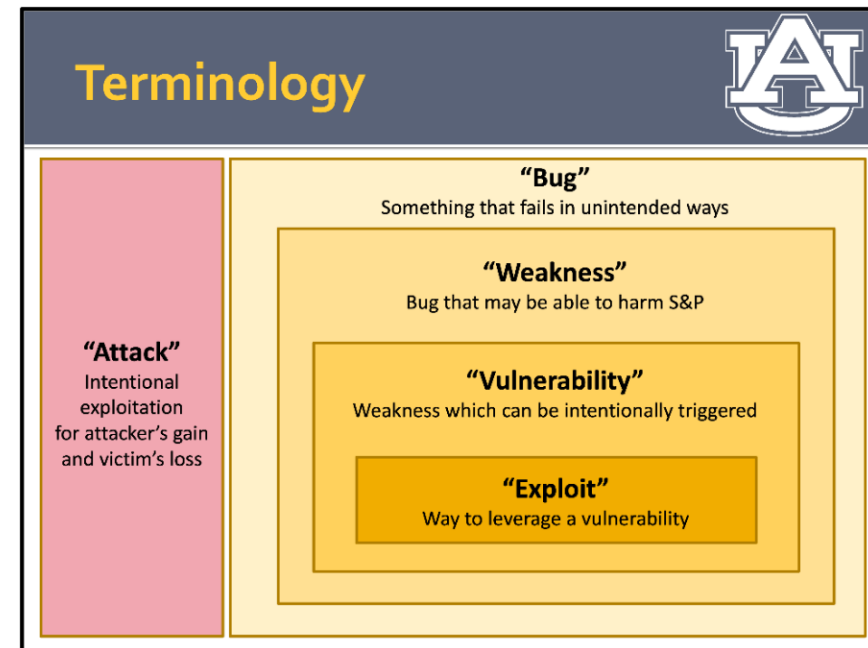 Terminology
AU
“Attack”
Intentional
exploitation
for attacker’s gain
and victim’s loss
“Bug”
Something that fails in unintended ways
“Weakness”
Bug that may be able to harm S&P
“Vulnerability”
Weakness which can be intentionally triggered
“Exploit”
Way to leverage a vulnerability